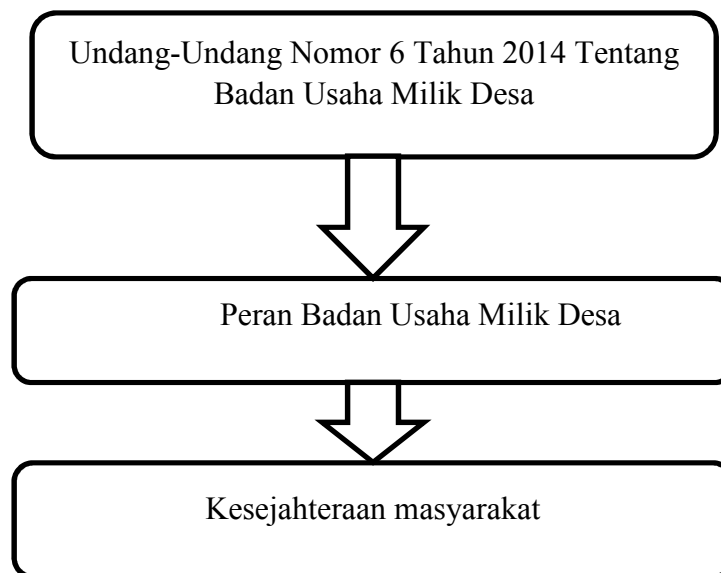 Undang-Undang Nomor 6 Tahun 2014 Tentang
Badan Usaha Milik Desa
Peran Badan Usaha Milik Desa
Kesejahteraan masyarakat